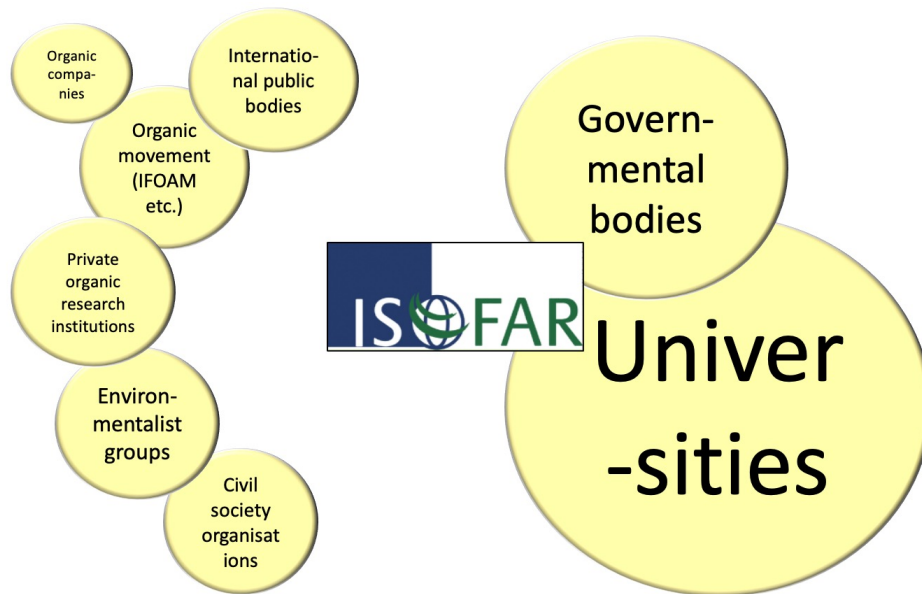 Organic
compa-
nies
Internatio-
nal public
bodies
Organic
movement
(IFOAM
etc.)
Private
organic
research
institutions
Environ-
mentalist
groups
Civil
society
organisat
ions
ISOFAR
Govern-
mental
bodies
Univer
-sities